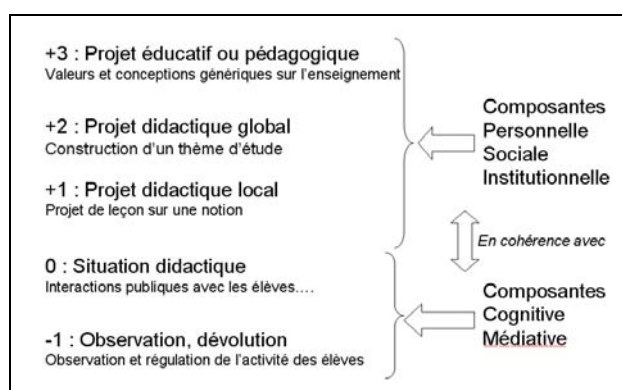 +3 : Projet éducatif ou pédagogique
Valeurs et conceptions génériques sur l'enseignement
+2 : Projet didactique global
Construction d'un thème d'étude
+1 : Projet didactique local
Projet de leçon sur une notion
0 : Situation didactique
Interactions publiques avec les élèves....
-1 : Observation, dévolution
Observation et régulation de l'activité des élèves
Composantes
Personnelle
Sociale
Institutionnelle
En cohérence avec
Composantes
Cognitive
Médiative